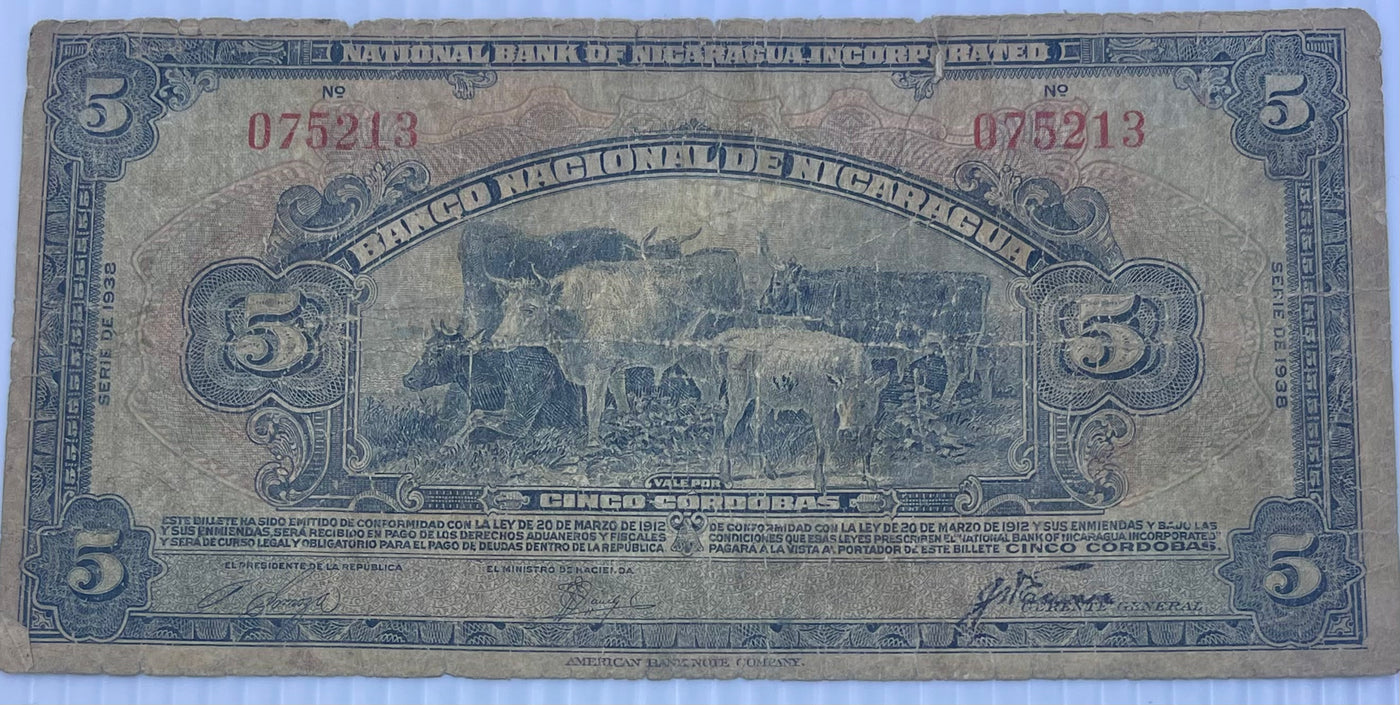 NATIONAL BANK OF NICARAGUA, INCORPORATED
5 5
Nº Nº
075213 075213
BANCO NACIONAL DE NICARAGUA
SERIE DE 1938 SERIE DE 1938
5 5
VALE POR
CINCO CÓRDOBAS
ESTE BILLETE HA SIDO EMITIDO DE CONFORMIDAD CON LA LEY DE 20 DE MARZO DE 1912
Y SUS ENMIENDAS, SERA RECIBIDO EN PAGO DE LOS DERECHOS ADUANEROS Y FISCALES
Y SERA DE CURSO LEGAL Y OBLIGATORIO PARA EL PAGO DE DEUDAS DENTRO DE LA REPÚBLICA
DE CONFORMIDAD CON LA LEY DE 20 DE MARZO DE 1912 Y SUS ENMIENDAS Y BAJO LAS
CONDICIONES QUE ESAS LEYES PRESCRIBEN EL NATIONAL BANK OF NICARAGUA INCORPORATED
PAGARA A LA VISTA AL PORTADOR DE ESTE BILLETE CINCO CORDOBAS.
5 5
EL PRESIDENTE DE LA REPÚBLICA EL MINISTRO DE HACIENDA
GERENTE GENERAL
AMERICAN BANK NOTE COMPANY.